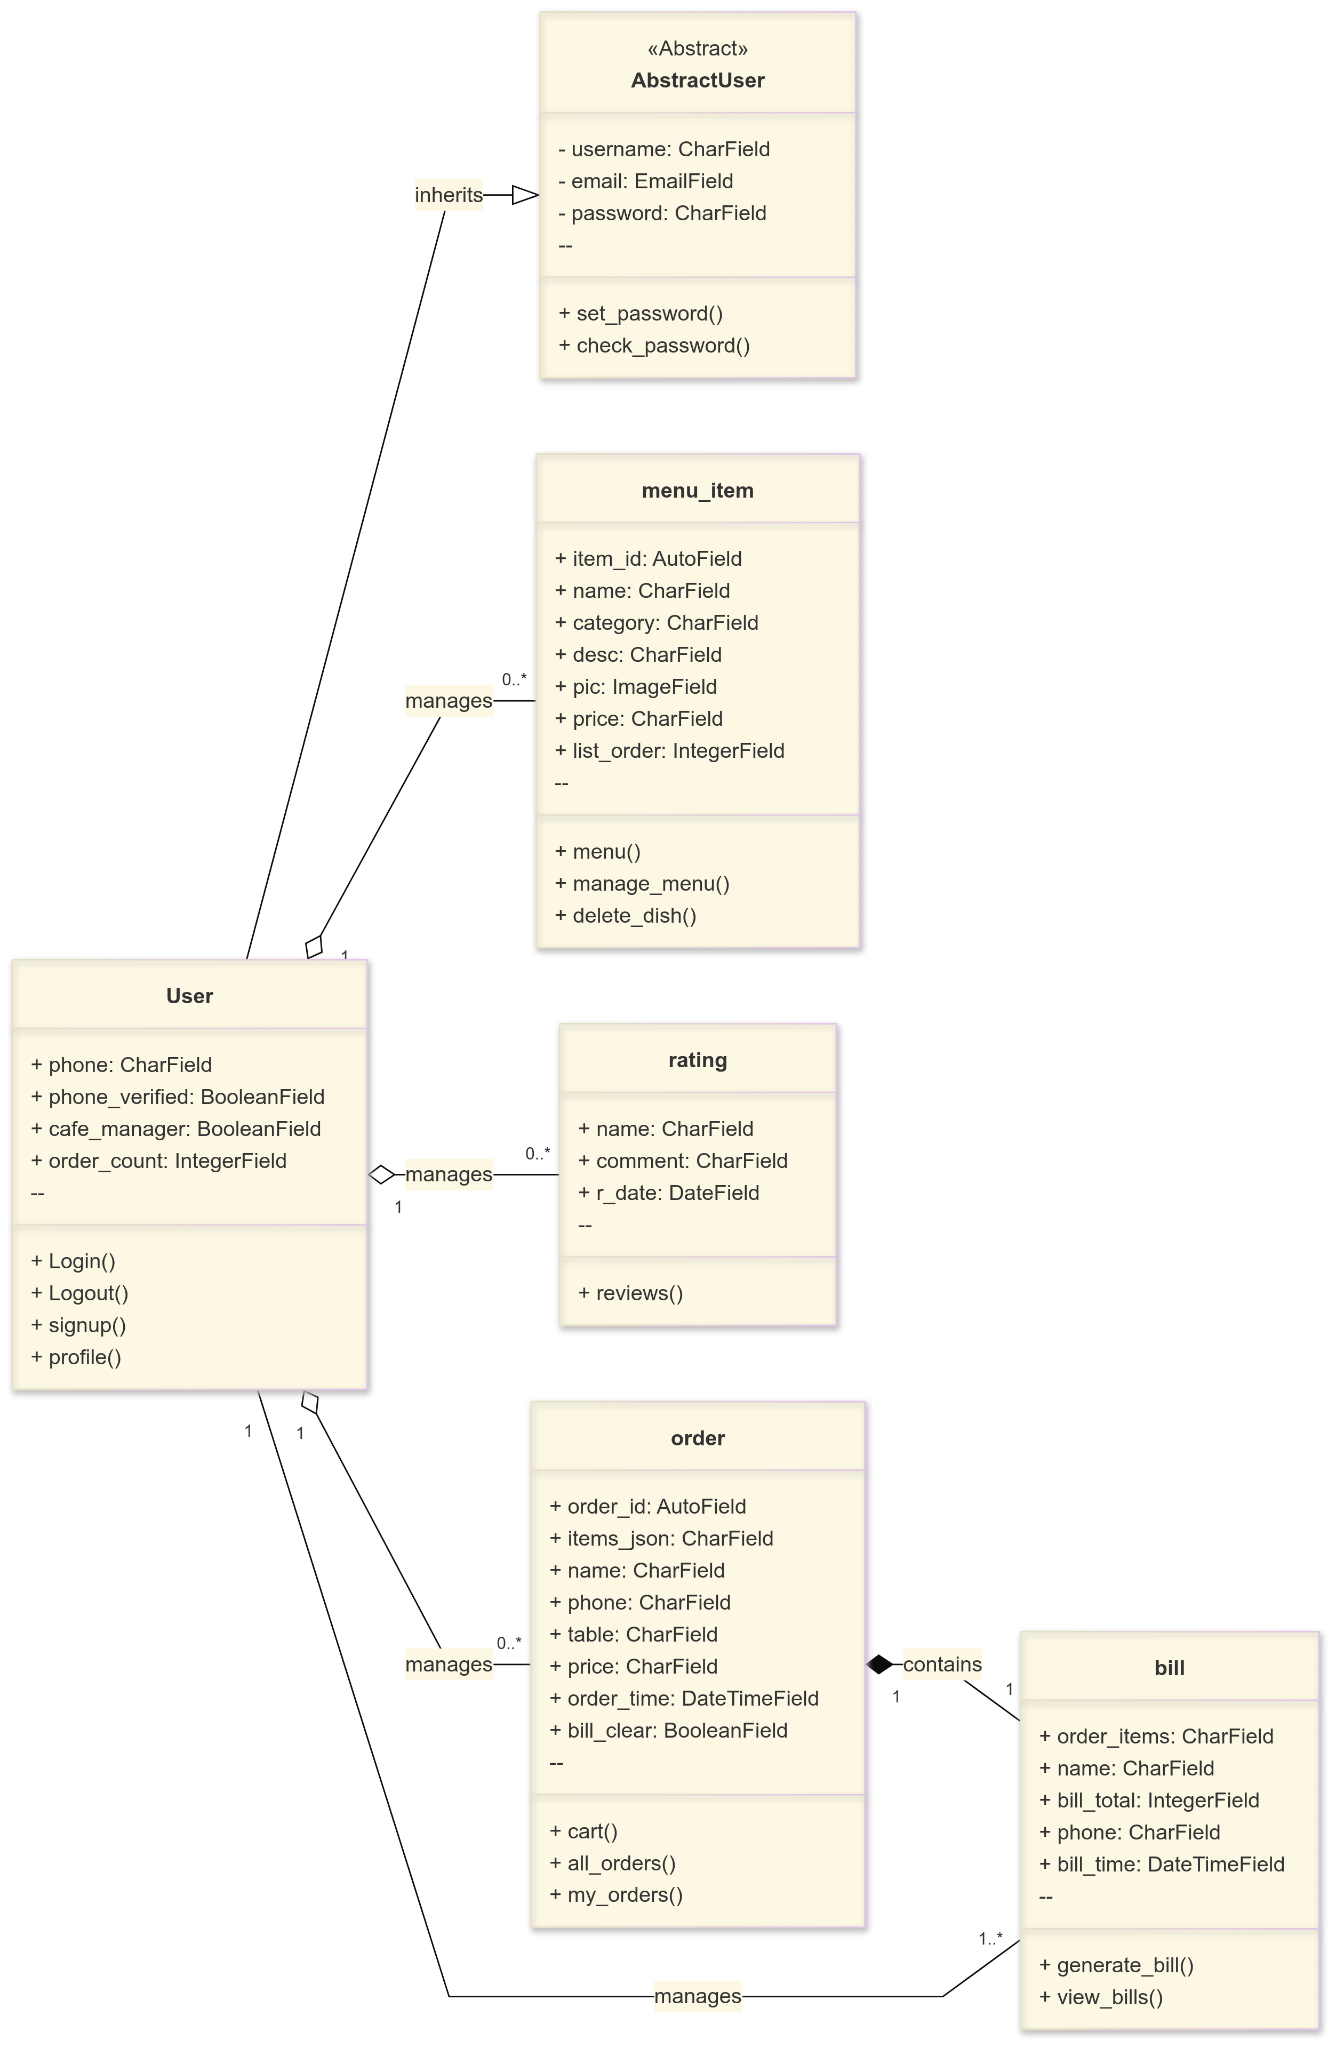 «Abstract»
AbstractUser
- username: CharField
- email: EmailField
- password: CharField
--
+ set_password()
+ check_password()
inherits
menu_item
+ item_id: AutoField
+ name: CharField
+ category: CharField
+ desc: CharField
+ pic: ImageField
+ price: CharField
+ list_order: IntegerField
--
+ menu()
+ manage_menu()
+ delete_dish()
0..*
manages
1
User
+ phone: CharField
+ phone_verified: BooleanField
+ cafe_manager: BooleanField
+ order_count: IntegerField
--
+ Login()
+ Logout()
+ signup()
+ profile()
rating
+ name: CharField
+ comment: CharField
+ r_date: DateField
--
+ reviews()
0..*
manages
1
1
1
order
+ order_id: AutoField
+ items_json: CharField
+ name: CharField
+ phone: CharField
+ table: CharField
+ price: CharField
+ order_time: DateTimeField
+ bill_clear: BooleanField
--
+ cart()
+ all_orders()
+ my_orders()
0..*
manages
contains
1
1
bill
+ order_items: CharField
+ name: CharField
+ bill_total: IntegerField
+ phone: CharField
+ bill_time: DateTimeField
--
+ generate_bill()
+ view_bills()
1..*
manages